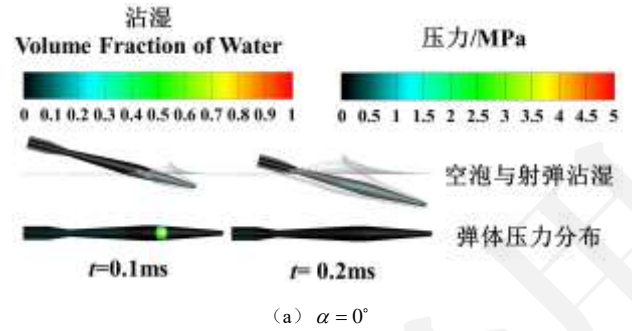 沾湿
Volume Fraction of Water
压力/MPa
0 0.1 0.2 0.3 0.4 0.5 0.6 0.7 0.8 0.9 1
0 0.5 1 1.5 2 2.5 3 3.5 4 4.5 5
空泡与射弹沾湿
弹体压力分布
t=0.1ms
t= 0.2ms
（a） α = 0°